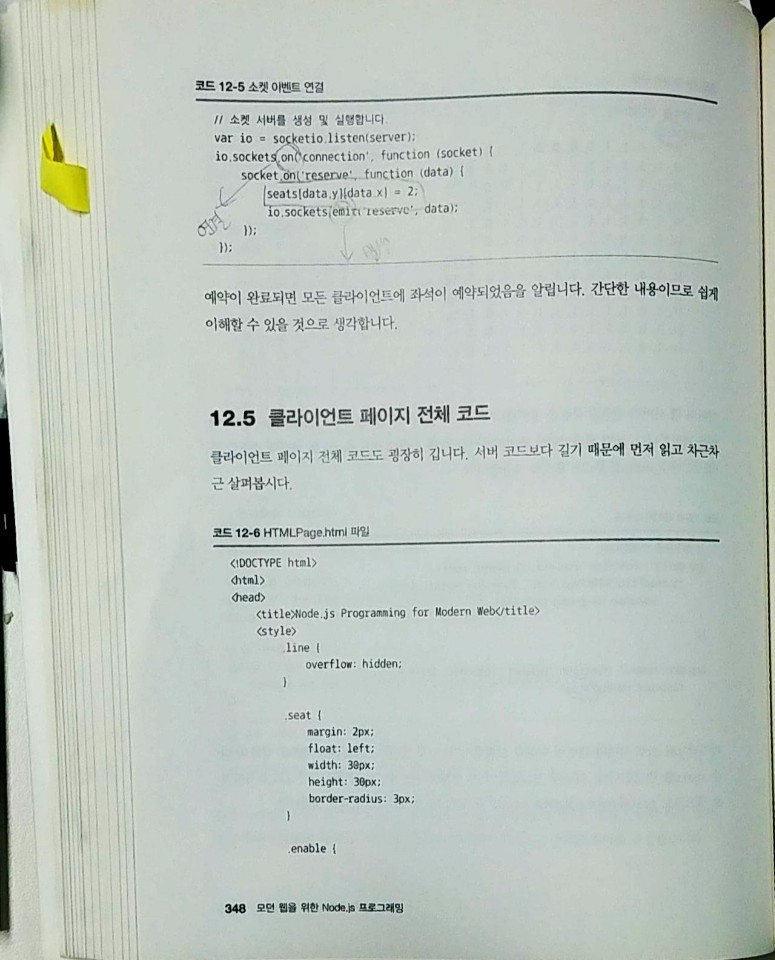 코드 12-5 소켓 이벤트 연결
// 소켓 서버를 생성 및 실행합니다.
var io = socketio.listen(server);
io.sockets.on('connection', function (socket) {
socket.on('reserve', function (data) {
seats[data.y][data.x] = 2;
io.sockets.emit('reserve', data);
});
});
예약이 완료되면 모든 클라이언트에 좌석이 예약되었음을 알립니다. 간단한 내용이므로 쉽게
이해할 수 있을 것으로 생각합니다.
12.5 클라이언트 페이지 전체 코드
클라이언트 페이지 전체 코드도 굉장히 깁니다. 서버 코드보다 길기 때문에 먼저 읽고 차근차
근 살펴봅시다.
코드 12-6 HTMLPage.html 파일
<!DOCTYPE html>
<html>
<head>
<title>Node.js Programming for Modern Web</title>
<style>
.line {
overflow: hidden;
}
.seat {
margin: 2px;
float: left;
width: 30px;
height: 30px;
border-radius: 3px;
}
.enable {
348 모던 웹을 위한 Node.js 프로그래밍